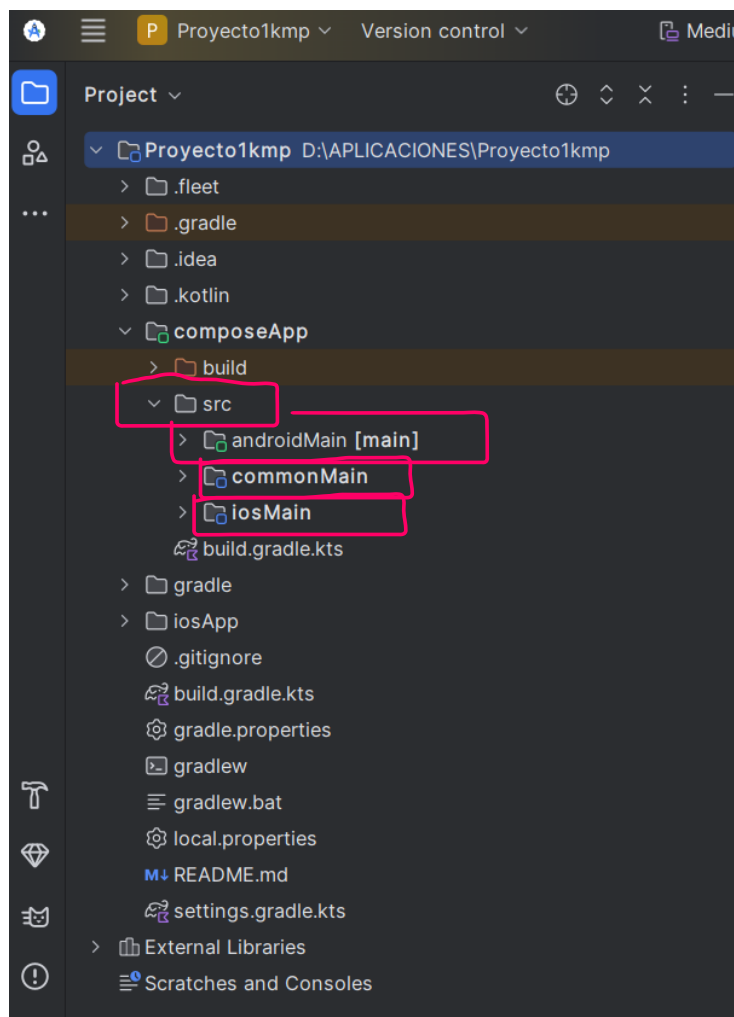 P Proyecto1kmp Version control
Project
Proyecto1kmp D:\APLICACIONES\Proyecto1kmp
.fleet
.gradle
.idea
.kotlin
composeApp
build
src
androidMain [main]
commonMain
iosMain
build.gradle.kts
gradle
iosApp
.gitignore
build.gradle.kts
gradle.properties
gradlew
gradlew.bat
local.properties
M↓ README.md
settings.gradle.kts
External Libraries
Scratches and Consoles